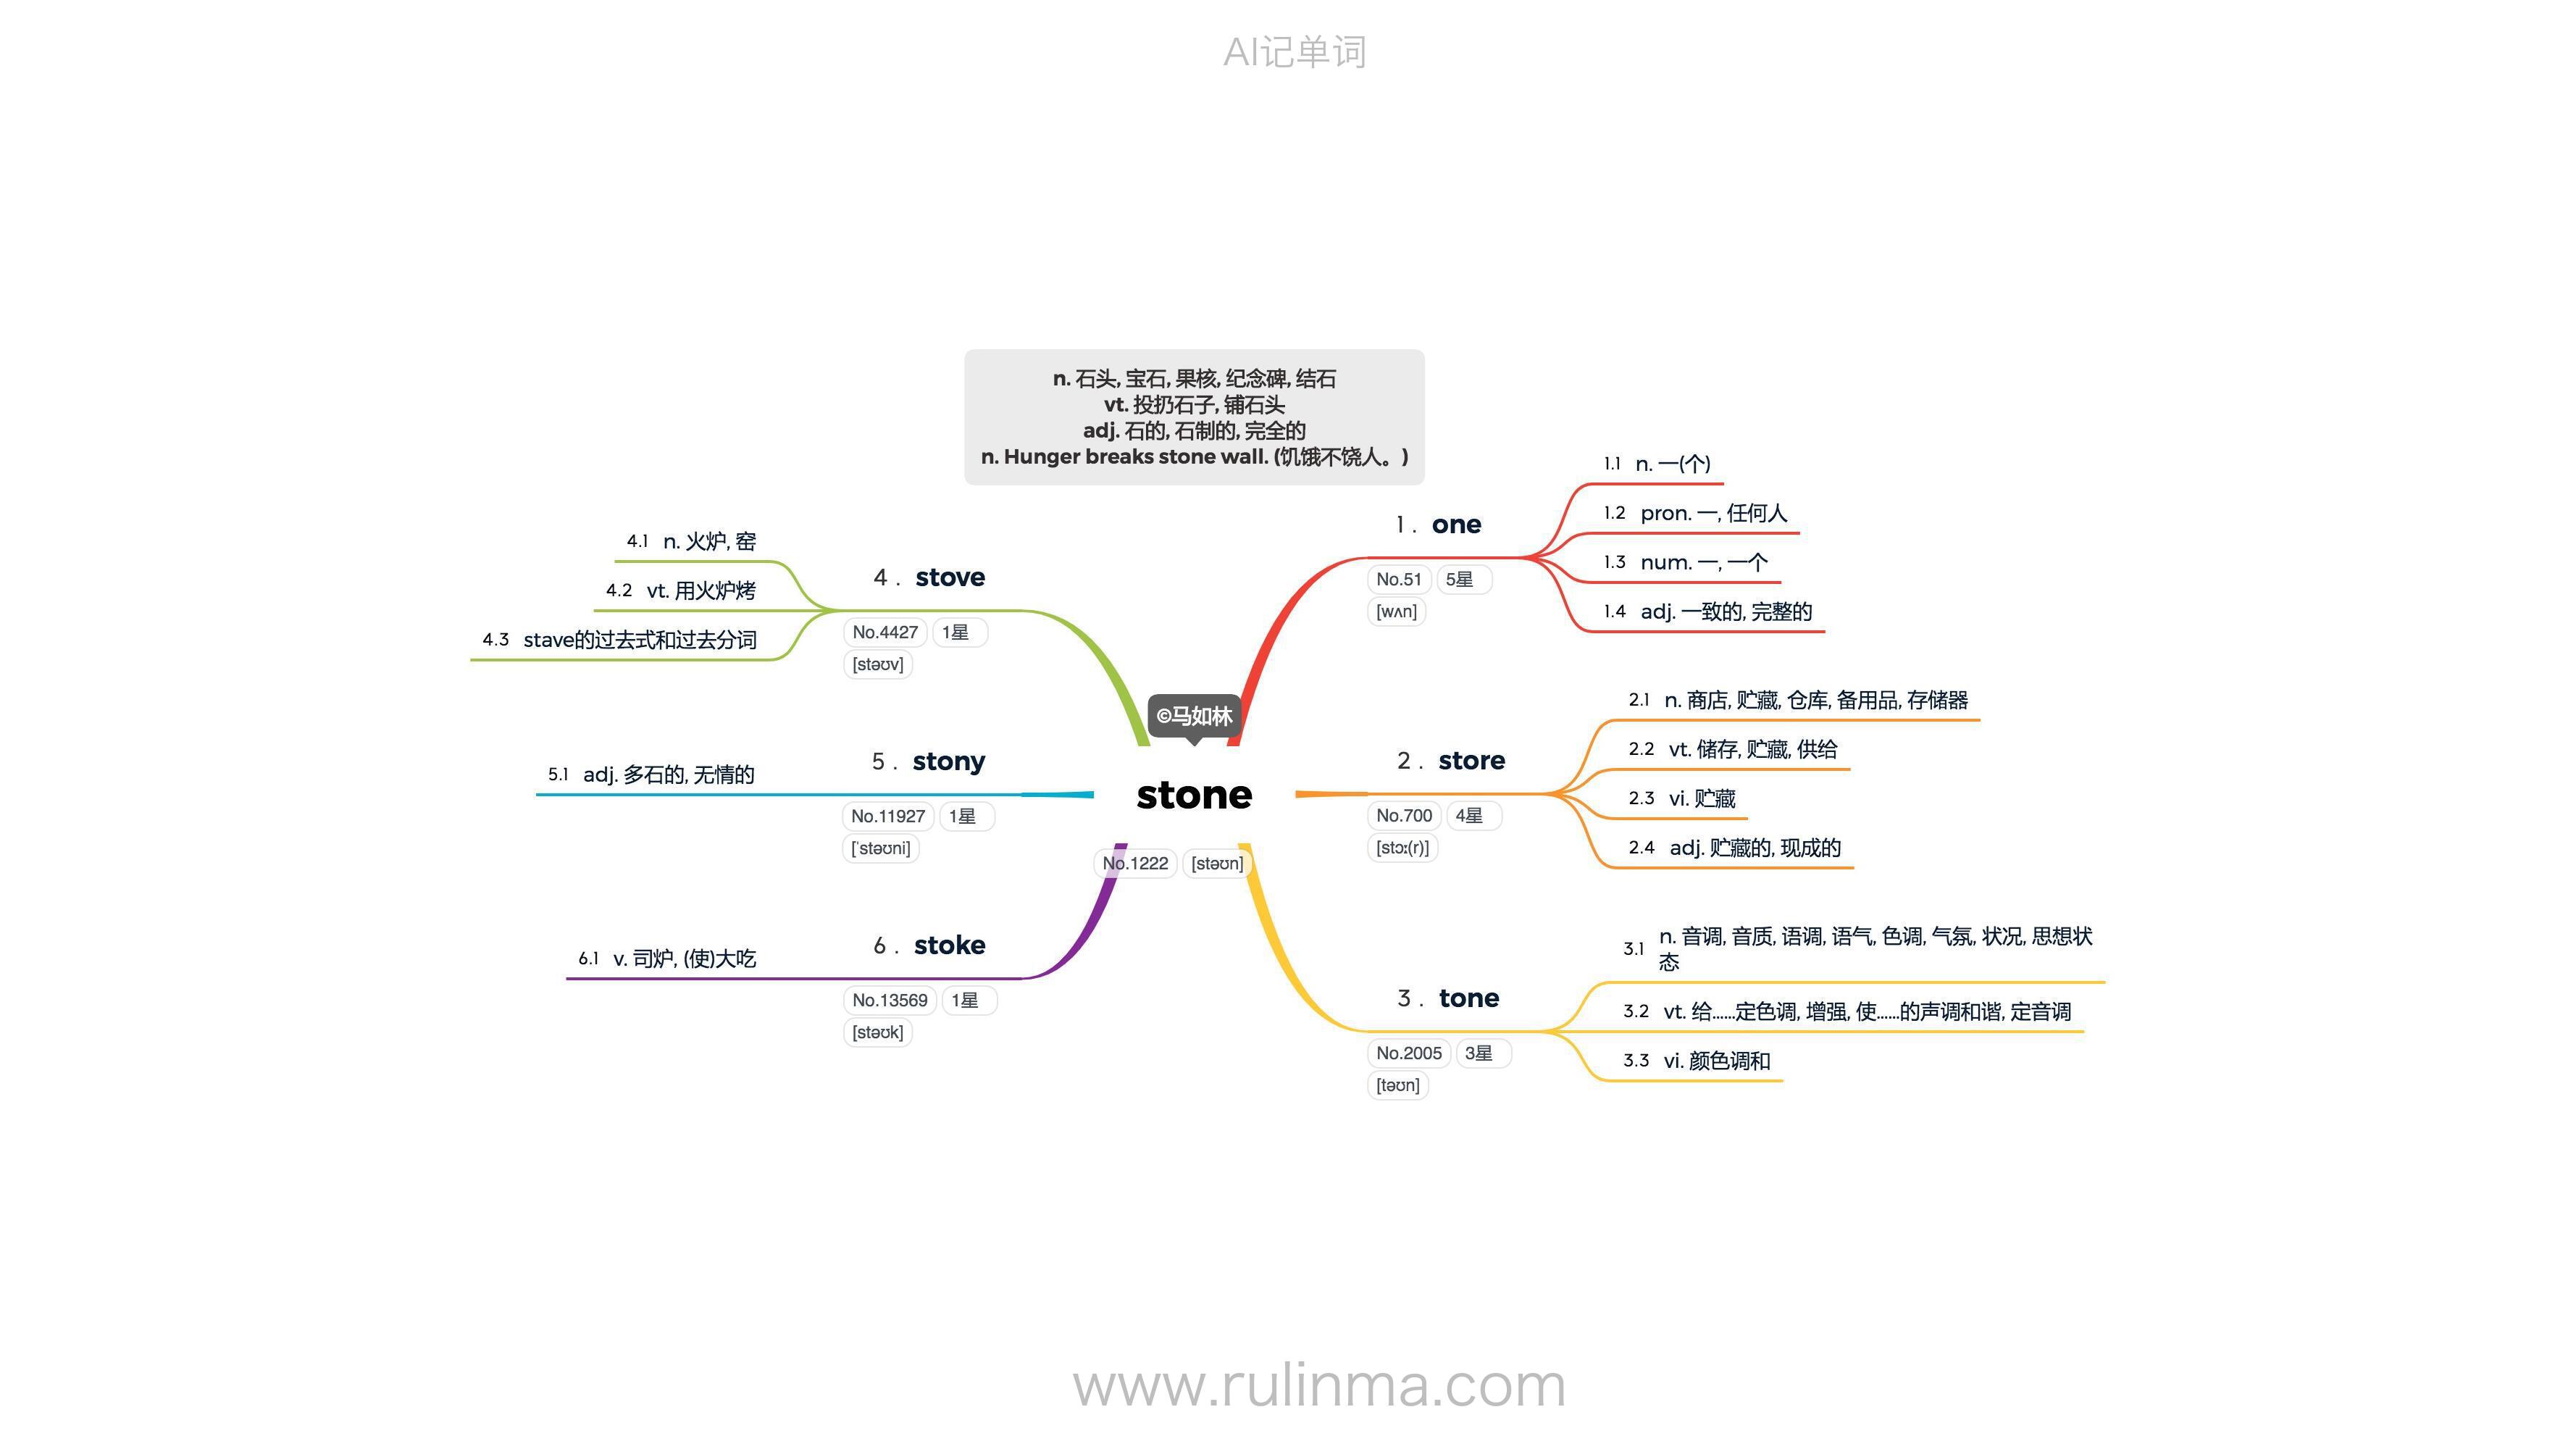 AI记单词
n. 石头, 宝石, 果核, 纪念碑, 结石
vt. 投扔石子, 铺石头
adj. 石的, 石制的, 完全的
n. Hunger breaks stone wall. (饥饿不饶人。)
©马如林
stone
No.1222 [stəʊn]
1 . one
No.51 5星
[wʌn]
1.1 n. 一(个)
1.2 pron. 一, 任何人
1.3 num. 一, 一个
1.4 adj. 一致的, 完整的
2 . store
No.700 4星
[stɔː(r)]
2.1 n. 商店, 贮藏, 仓库, 备用品, 存储器
2.2 vt. 储存, 贮藏, 供给
2.3 vi. 贮藏
2.4 adj. 贮藏的, 现成的
3 . tone
No.2005 3星
[təʊn]
3.1 n. 音调, 音质, 语调, 语气, 色调, 气氛, 状况, 思想状
态
3.2 vt. 给……定色调, 增强, 使……的声调和谐, 定音调
3.3 vi. 颜色调和
4 . stove
No.4427 1星
[stəʊv]
4.1 n. 火炉, 窑
4.2 vt. 用火炉烤
4.3 stave的过去式和过去分词
5 . stony
No.11927 1星
[ˈstəʊni]
5.1 adj. 多石的, 无情的
6 . stoke
No.13569 1星
[stəʊk]
6.1 v. 司炉, (使)大吃
www.rulinma.com